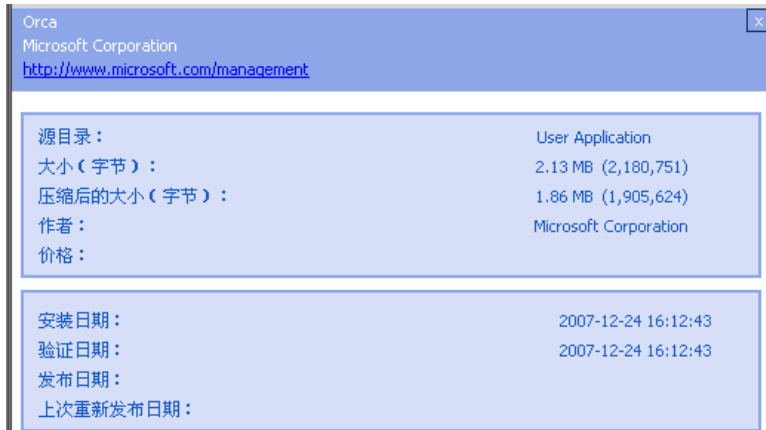 Orca
x
Microsoft Corporation
http://www.microsoft.com/management
源目录： User Application
大小（字节）： 2.13 MB (2,180,751)
压缩后的大小（字节）： 1.86 MB (1,905,624)
作者： Microsoft Corporation
价格：
安装日期： 2007-12-24 16:12:43
验证日期： 2007-12-24 16:12:43
发布日期：
上次重新发布日期：